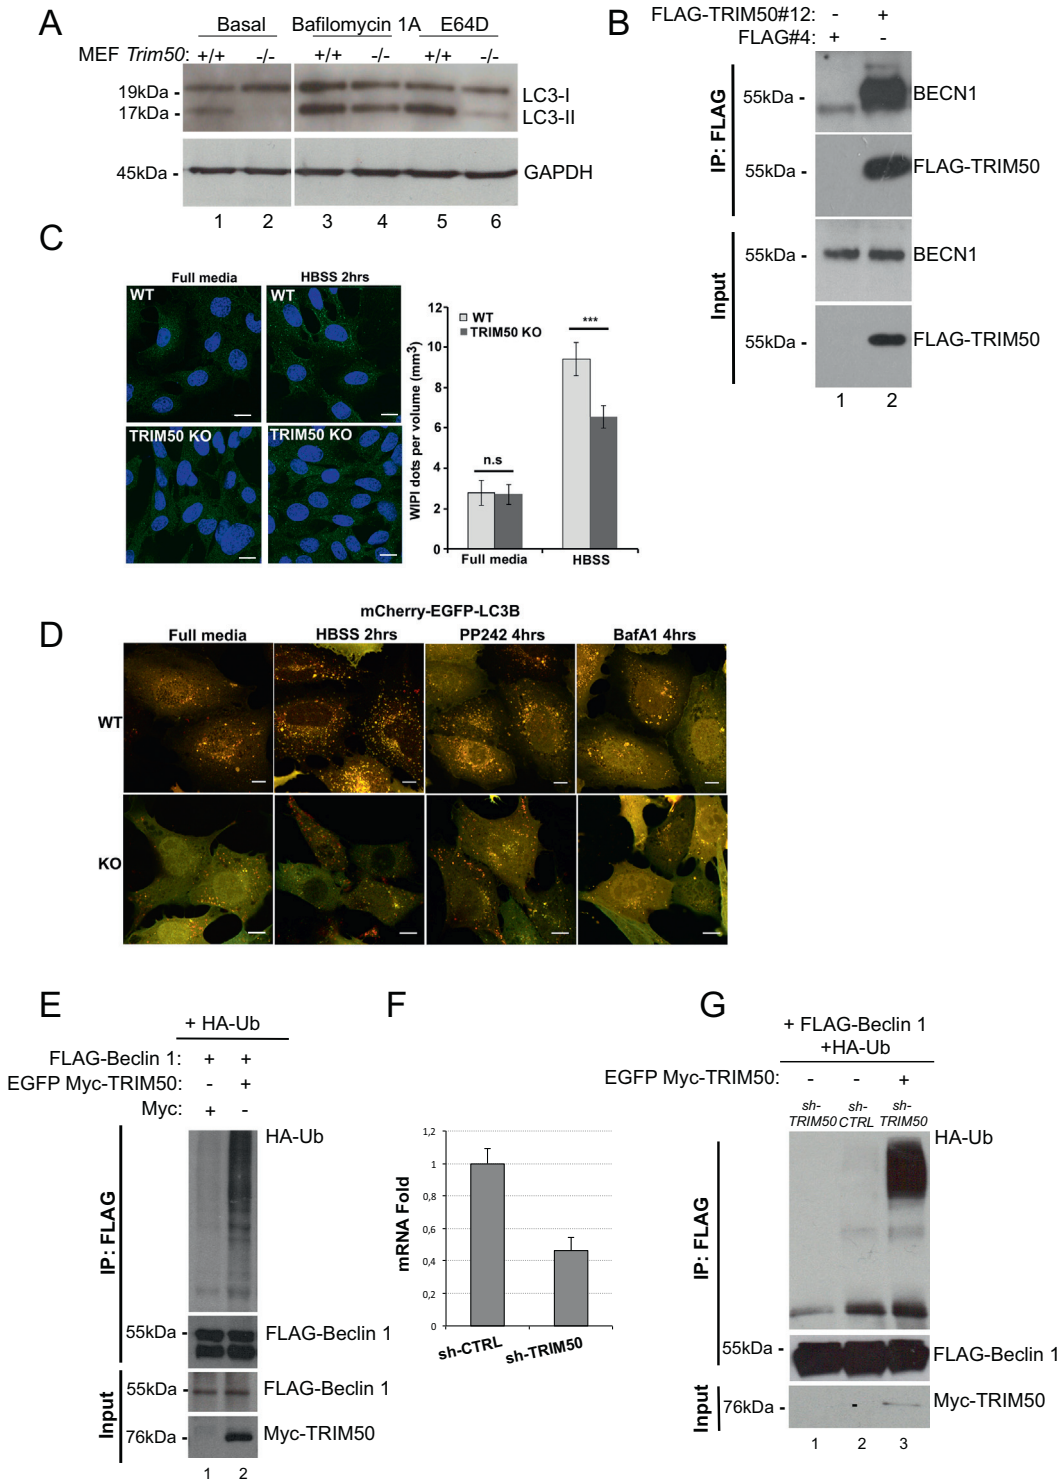 A
Basal Bafilomycin 1A E64D
MEF Trim50: +/+ -/- +/+ -/- +/+ -/-
19kDa -
17kDa -
LC3-I
LC3-II
45kDa -
GAPDH
1 2 3 4 5 6
B
FLAG-TRIM50#12: - +
FLAG#4: + -
IP: FLAG
55kDa -
BECN1
55kDa -
FLAG-TRIM50
Input
55kDa -
BECN1
55kDa -
FLAG-TRIM50
1 2
C
Full media HBSS 2hrs
WT WT
TRIM50 KO TRIM50 KO
WIPI dots per volume (mm3)
12
10
8
6
4
2
0
WT
TRIM50 KO
n.s
***
Full media HBSS
D
mCherry-EGFP-LC3B
Full media HBSS 2hrs PP242 4hrs BafA1 4hrs
WT
KO
E
+ HA-Ub
FLAG-Beclin 1: + +
EGFP Myc-TRIM50: - +
Myc: + -
HA-Ub
IP: FLAG
55kDa -
FLAG-Beclin 1
Input
55kDa -
FLAG-Beclin 1
76kDa -
Myc-TRIM50
1 2
F
mRNA Fold
1,2
1
0,8
0,6
0,4
0,2
0
sh-CTRL sh-TRIM50
G
+ FLAG-Beclin 1
+HA-Ub
EGFP Myc-TRIM50: - - +
sh- sh- sh-
TRIM50 CTRL TRIM50
HA-Ub
IP: FLAG
55kDa -
FLAG-Beclin 1
Input
76kDa -
Myc-TRIM50
1 2 3